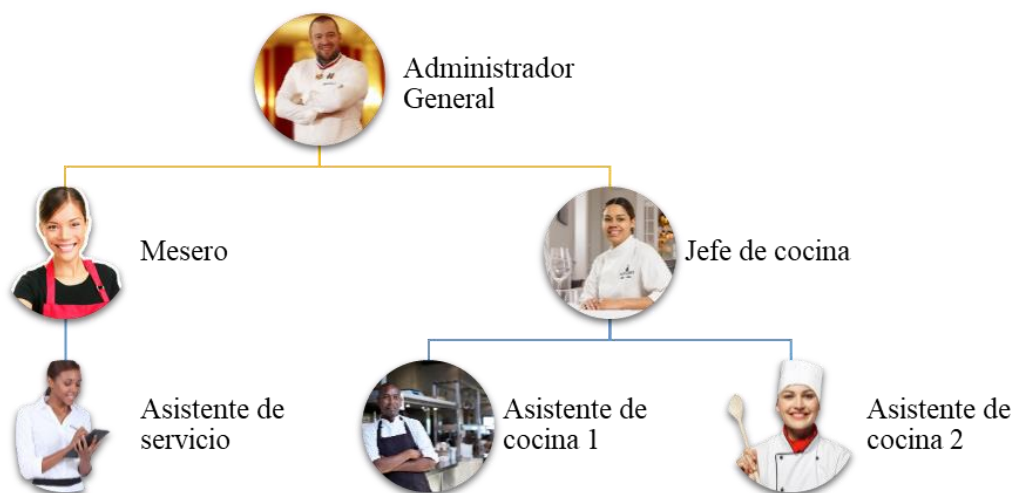 Administrador
General
Mesero
Jefe de cocina
Asistente de
servicio
Asistente de
cocina 1
Asistente de
cocina 2